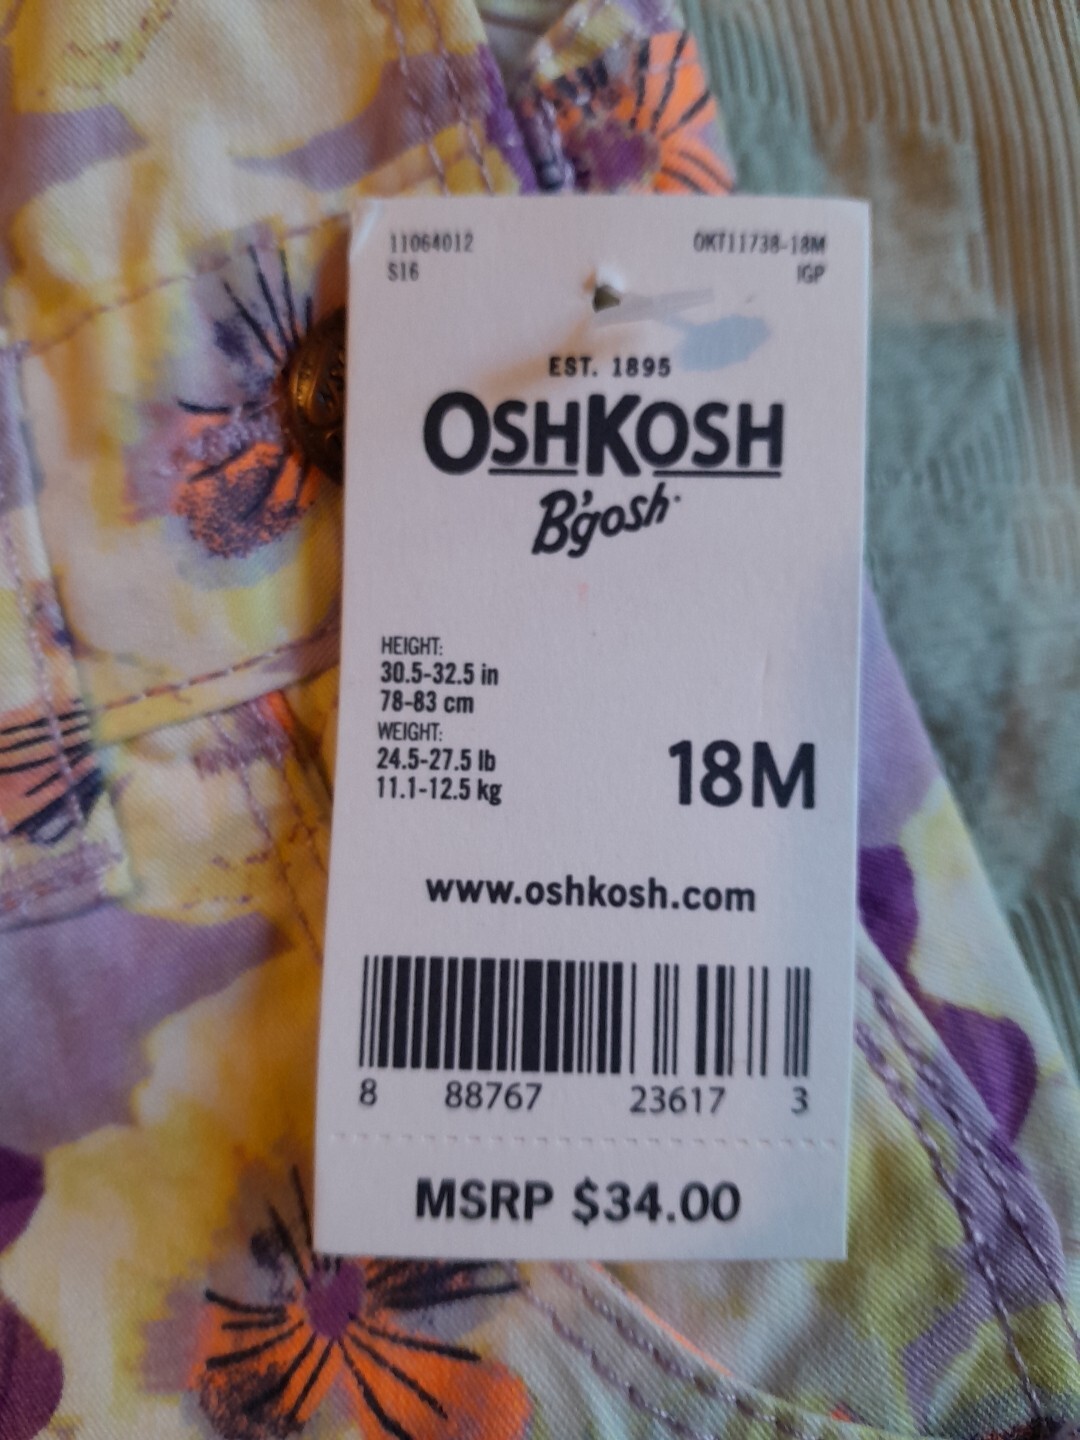 11064012 OKT11738-18M
S16 IGP
EST. 1895
OSHKOSH
B'gosh
HEIGHT:
30.5-32.5 in
78-83 cm
WEIGHT:
24.5-27.5 lb
11.1-12.5 kg
18M
www.oshkosh.com
8 88767 23617 3
MSRP $34.00